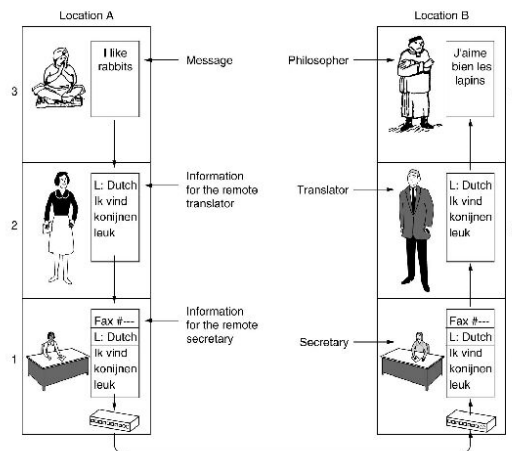 Location A
Location B
I like
rabbits
Message
Philosopher
J'aime
bien les
lapins
3
L: Dutch
Ik vind
konijnen
leuk
Information
for the remote
translator
Translator
L: Dutch
Ik vind
konijnen
leuk
2
Fax #---
L: Dutch
Ik vind
konijnen
leuk
Information
for the remote
secretary
Secretary
Fax #---
L: Dutch
Ik vind
konijnen
leuk
1